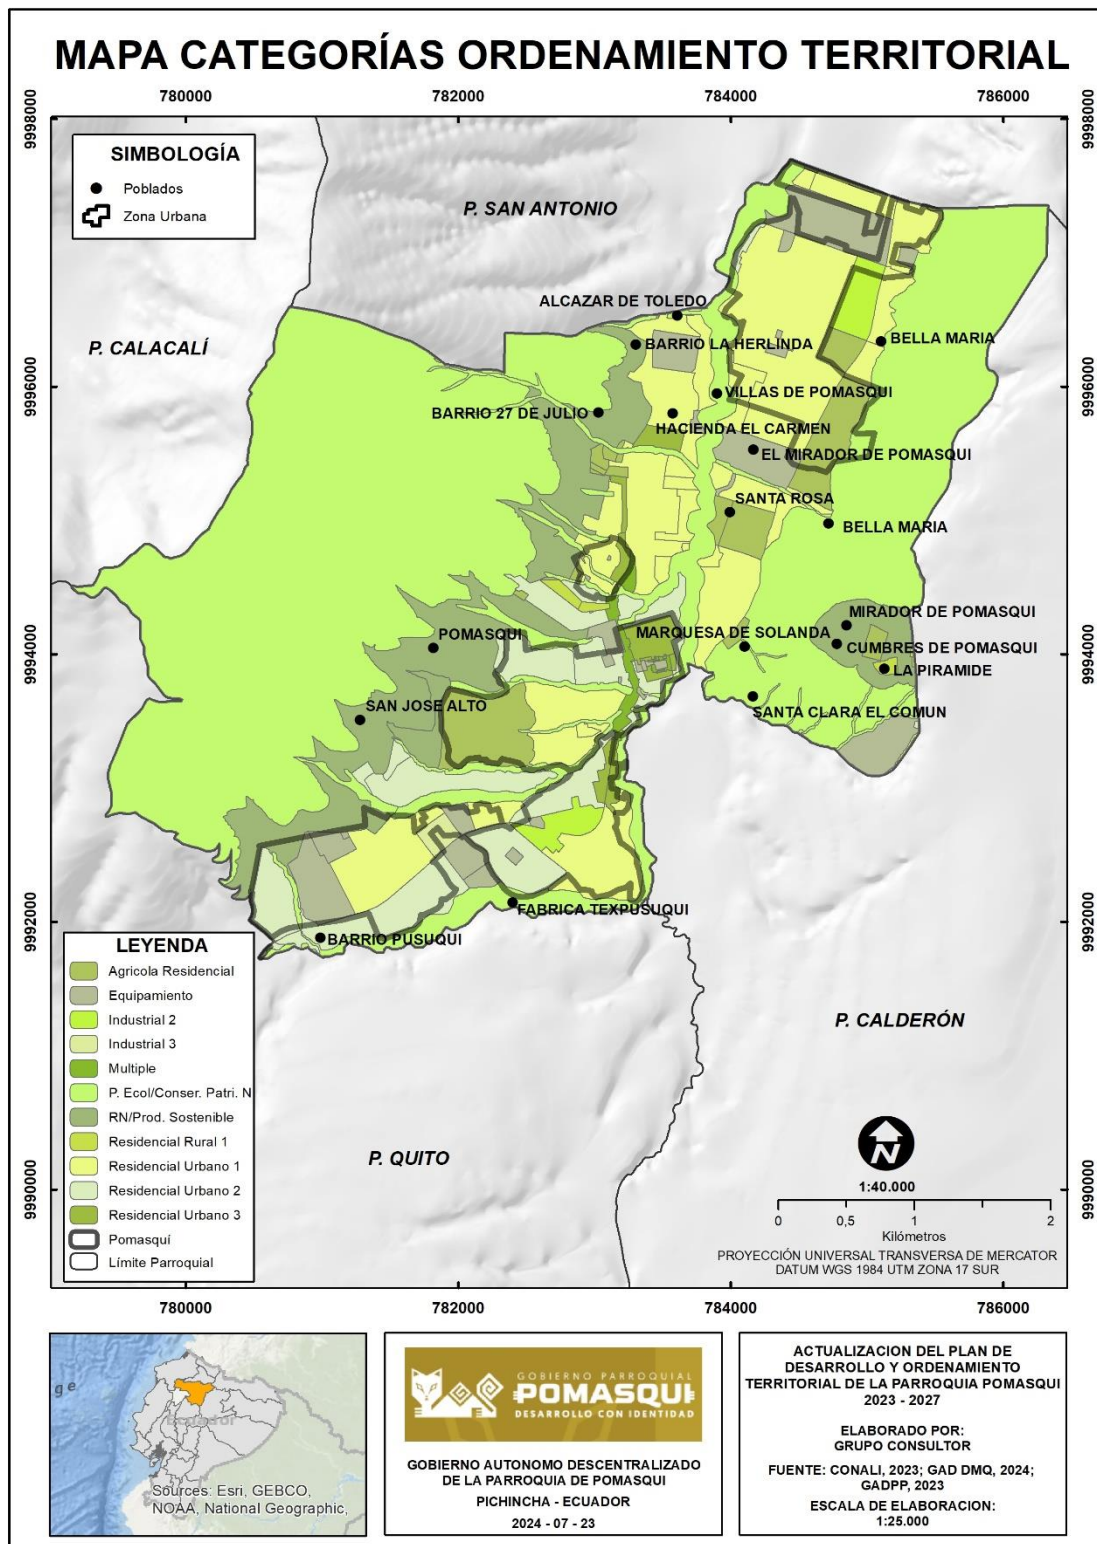 MAPA CATEGORÍAS ORDENAMIENTO TERRITORIAL
780000
782000
784000
786000
9998000
9998000
SIMBOLOGÍA
Poblados
Zona Urbana
P. SAN ANTONIO
ALCAZAR DE TOLEDO
P. CALACALÍ
BARRIO LA HERLINDA
BELLA MARIA
9996000
9996000
VILLAS DE POMASQUI
BARRIO 27 DE JULIO
HACIENDA EL CARMEN
EL MIRADOR DE POMASQUI
SANTA ROSA
BELLA MARIA
MIRADOR DE POMASQUI
POMASQUI
MARQUESA DE SOLANDA
CUMBRES DE POMASQUI
9994000
9994000
LA PIRAMIDE
SAN JOSE ALTO
SANTA CLARA EL COMUN
9992000
9992000
FABRICA TEXPUSUQUI
BARRIO PUSUQUI
LEYENDA
Agricola Residencial
Equipamiento
Industrial 2
Industrial 3
Multiple
P. Ecol/Conser. Patri. N
RN/Prod. Sostenible
Residencial Rural 1
Residencial Urbano 1
Residencial Urbano 2
Residencial Urbano 3
Pomasquí
Límite Parroquial
P. CALDERÓN
P. QUITO
9990000
9990000
N
1:40.000
0 0,5 1 2
Kilómetros
PROYECCIÓN UNIVERSAL TRANSVERSA DE MERCATOR
DATUM WGS 1984 UTM ZONA 17 SUR
780000
782000
784000
786000
g e
Ecuador
Sources: Esri, GEBCO,
NOAA, National Geographic,
GOBIERNO PARROQUIAL
POMASQUI
DESARROLLO CON IDENTIDAD
GOBIERNO AUTONOMO DESCENTRALIZADO
DE LA PARROQUIA DE POMASQUI
PICHINCHA - ECUADOR
2024 - 07 - 23
ACTUALIZACION DEL PLAN DE
DESARROLLO Y ORDENAMIENTO
TERRITORIAL DE LA PARROQUIA POMASQUI
2023 - 2027
ELABORADO POR:
GRUPO CONSULTOR
FUENTE: CONALI, 2023; GAD DMQ, 2024;
GADPP, 2023
ESCALA DE ELABORACION:
1:25.000